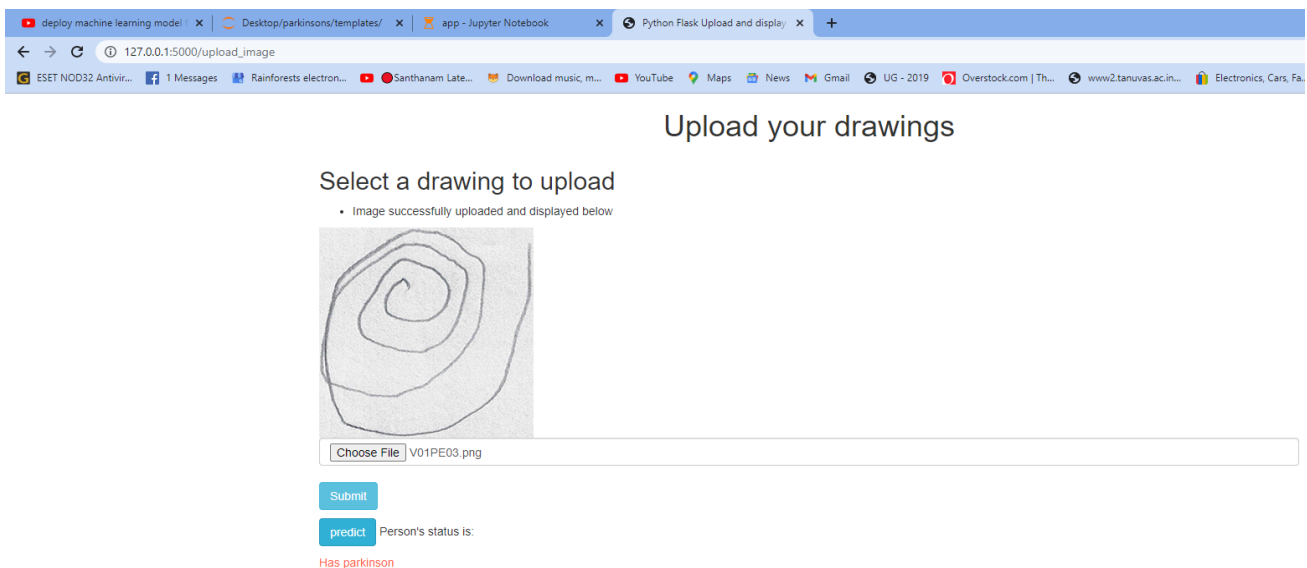 deploy machine learning model f
Desktop/parkinsons/templates/
app - Jupyter Notebook
Python Flask Upload and display
127.0.0.1:5000/upload_image
ESET NOD32 Antivir... 1 Messages Rainforests electron... Santhanam Late... Download music, m... YouTube Maps News Gmail UG - 2019 Overstock.com | Th... www2.tanuvas.ac.in... Electronics, Cars, Fa...
Upload your drawings
Select a drawing to upload
• Image successfully uploaded and displayed below
Choose File V01PE03.png
Submit
predict Person's status is:
Has parkinson